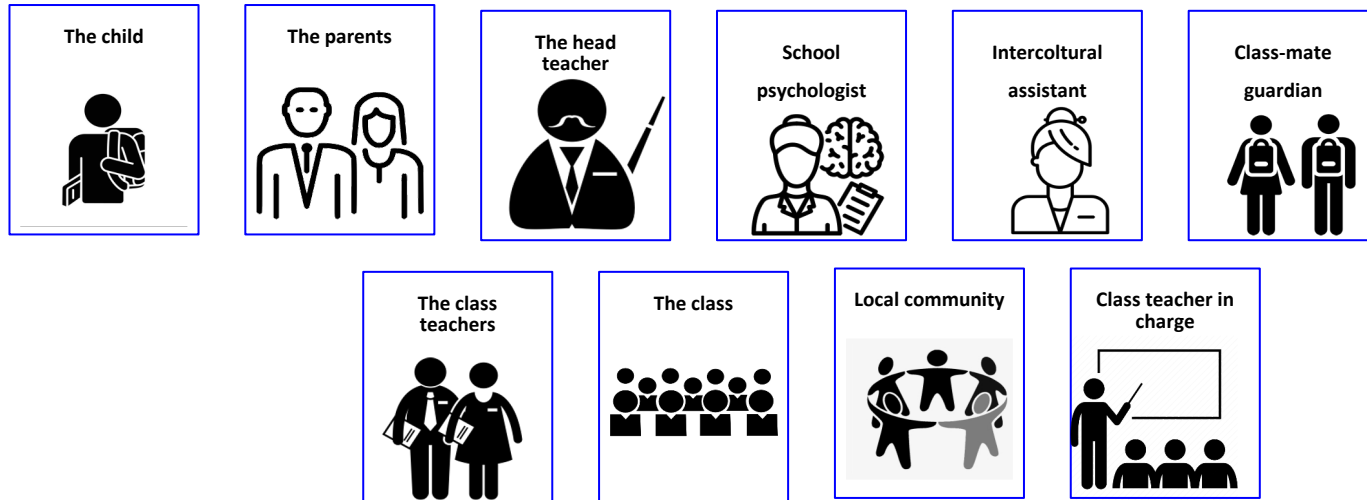 The child
The parents
The head
teacher
School
psychologist
Intercoltural
assistant
Class-mate
guardian
The class
teachers
The class
Local community
Class teacher in
charge